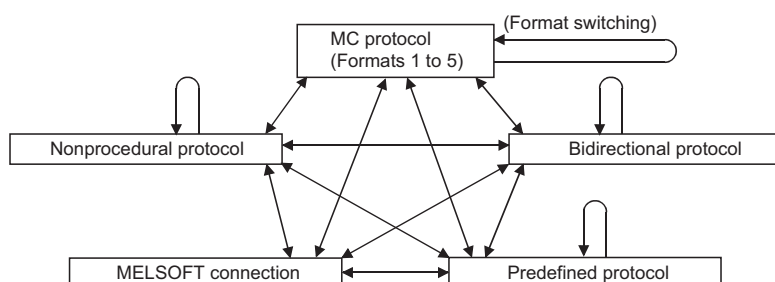 (Format switching)
MC protocol
(Formats 1 to 5)
Nonprocedural protocol
Bidirectional protocol
MELSOFT connection
Predefined protocol